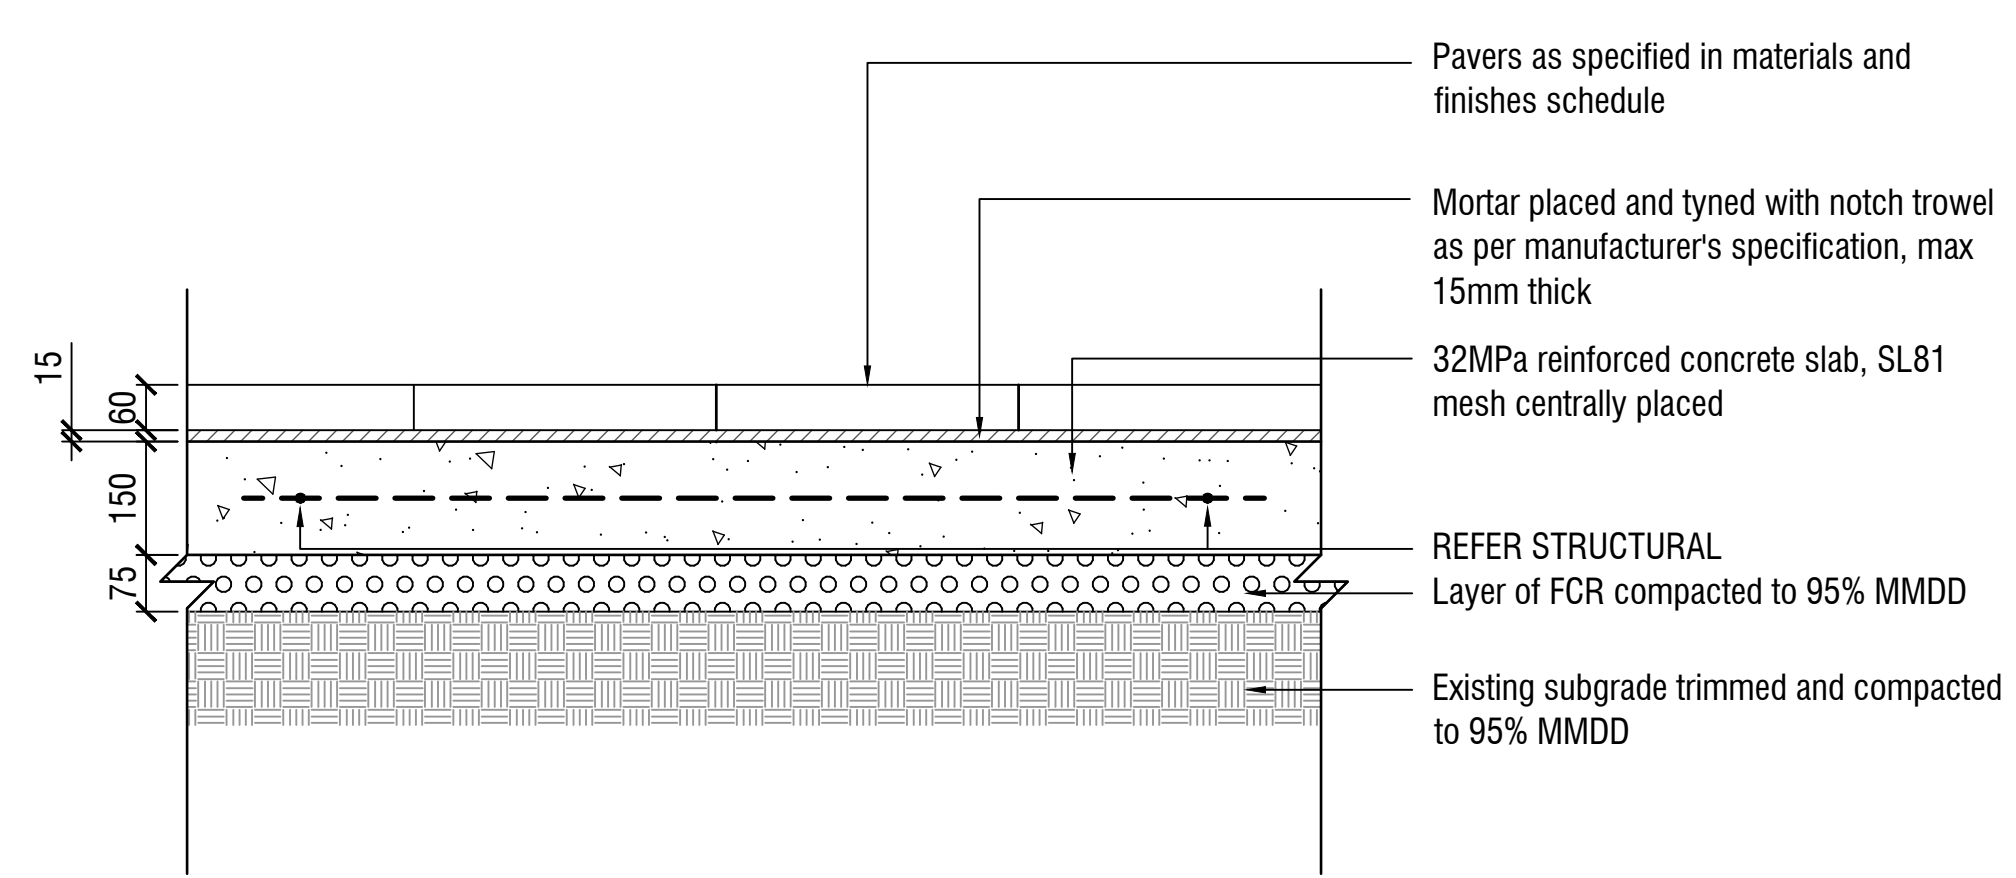 Pavers as specified in materials and
finishes schedule
Mortar placed and tyned with notch trowel
as per manufacturer's specification, max
15mm thick
32MPa reinforced concrete slab, SL81
mesh centrally placed
REFER STRUCTURAL
Layer of FCR compacted to 95% MMDD
Existing subgrade trimmed and compacted
to 95% MMDD
15
60
150
75